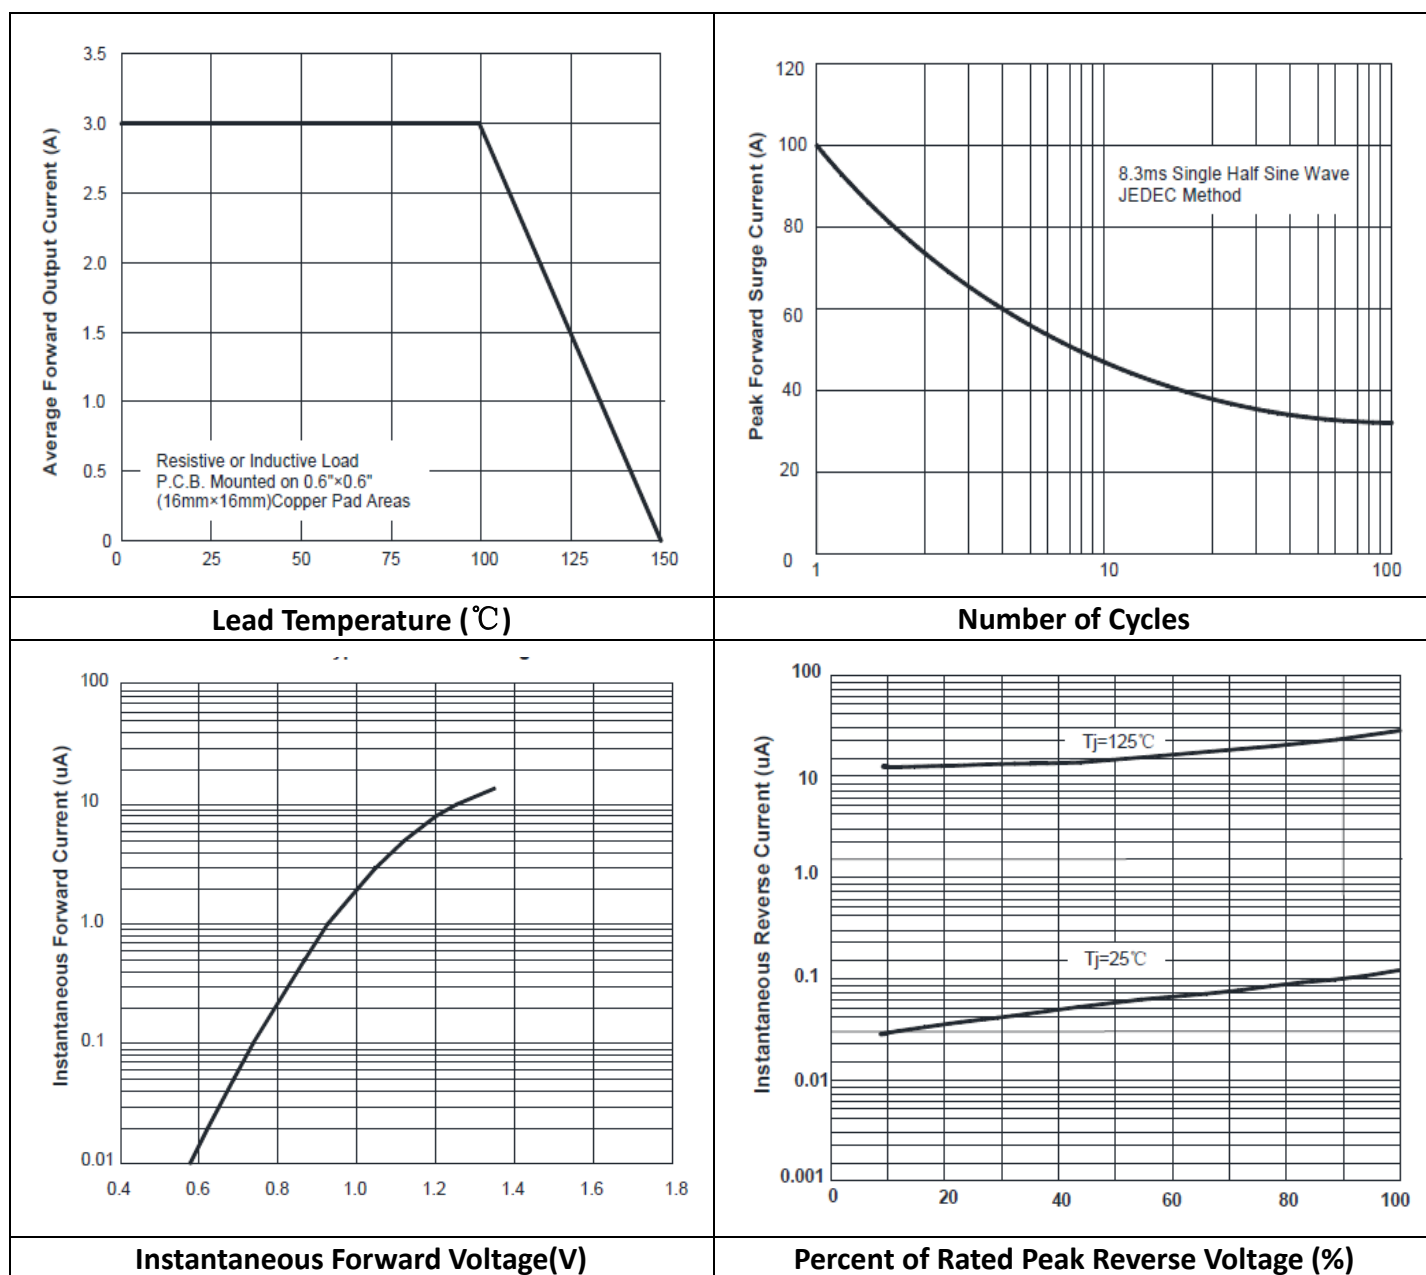 3.5
3.0
2.5
2.0
1.5
1.0
0.5
0
Average Forward Output Current (A)
Resistive or Inductive Load
P.C.B. Mounted on 0.6"×0.6"
(16mm×16mm)Copper Pad Areas
0 25 50 75 100 125 150
Lead Temperature (℃)
120
100
80
60
40
20
0
Peak Forward Surge Current (A)
8.3ms Single Half Sine Wave
JEDEC Method
1 10 100
Number of Cycles
100
10
1.0
0.1
0.01
Instantaneous Forward Current (uA)
0.4 0.6 0.8 1.0 1.2 1.4 1.6 1.8
Instantaneous Forward Voltage(V)
100
10
1.0
0.1
0.01
0.001
Instantaneous Reverse Current (uA)
Tj=125℃
Tj=25℃
0 20 40 60 80 100
Percent of Rated Peak Reverse Voltage (%)